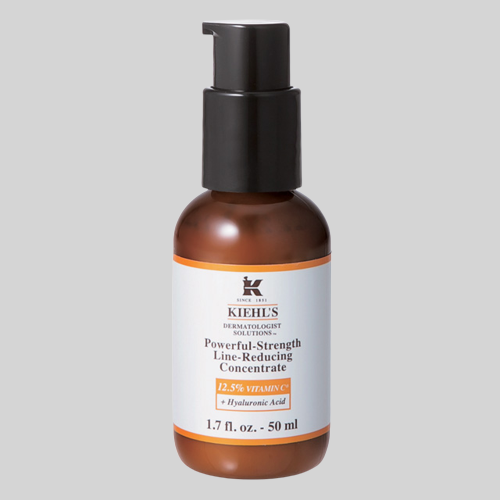 K
SINCE 1851
KIEHL'S
DERMATOLOGIST
SOLUTIONS™
Powerful-Strength
Line-Reducing
Concentrate
12.5% VITAMIN C*
+ Hyaluronic Acid
1.7 fl. oz. - 50 ml